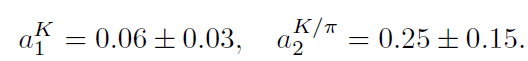 a_1^K = 0.06 ± 0.03, a_2^{K/π} = 0.25 ± 0.15.